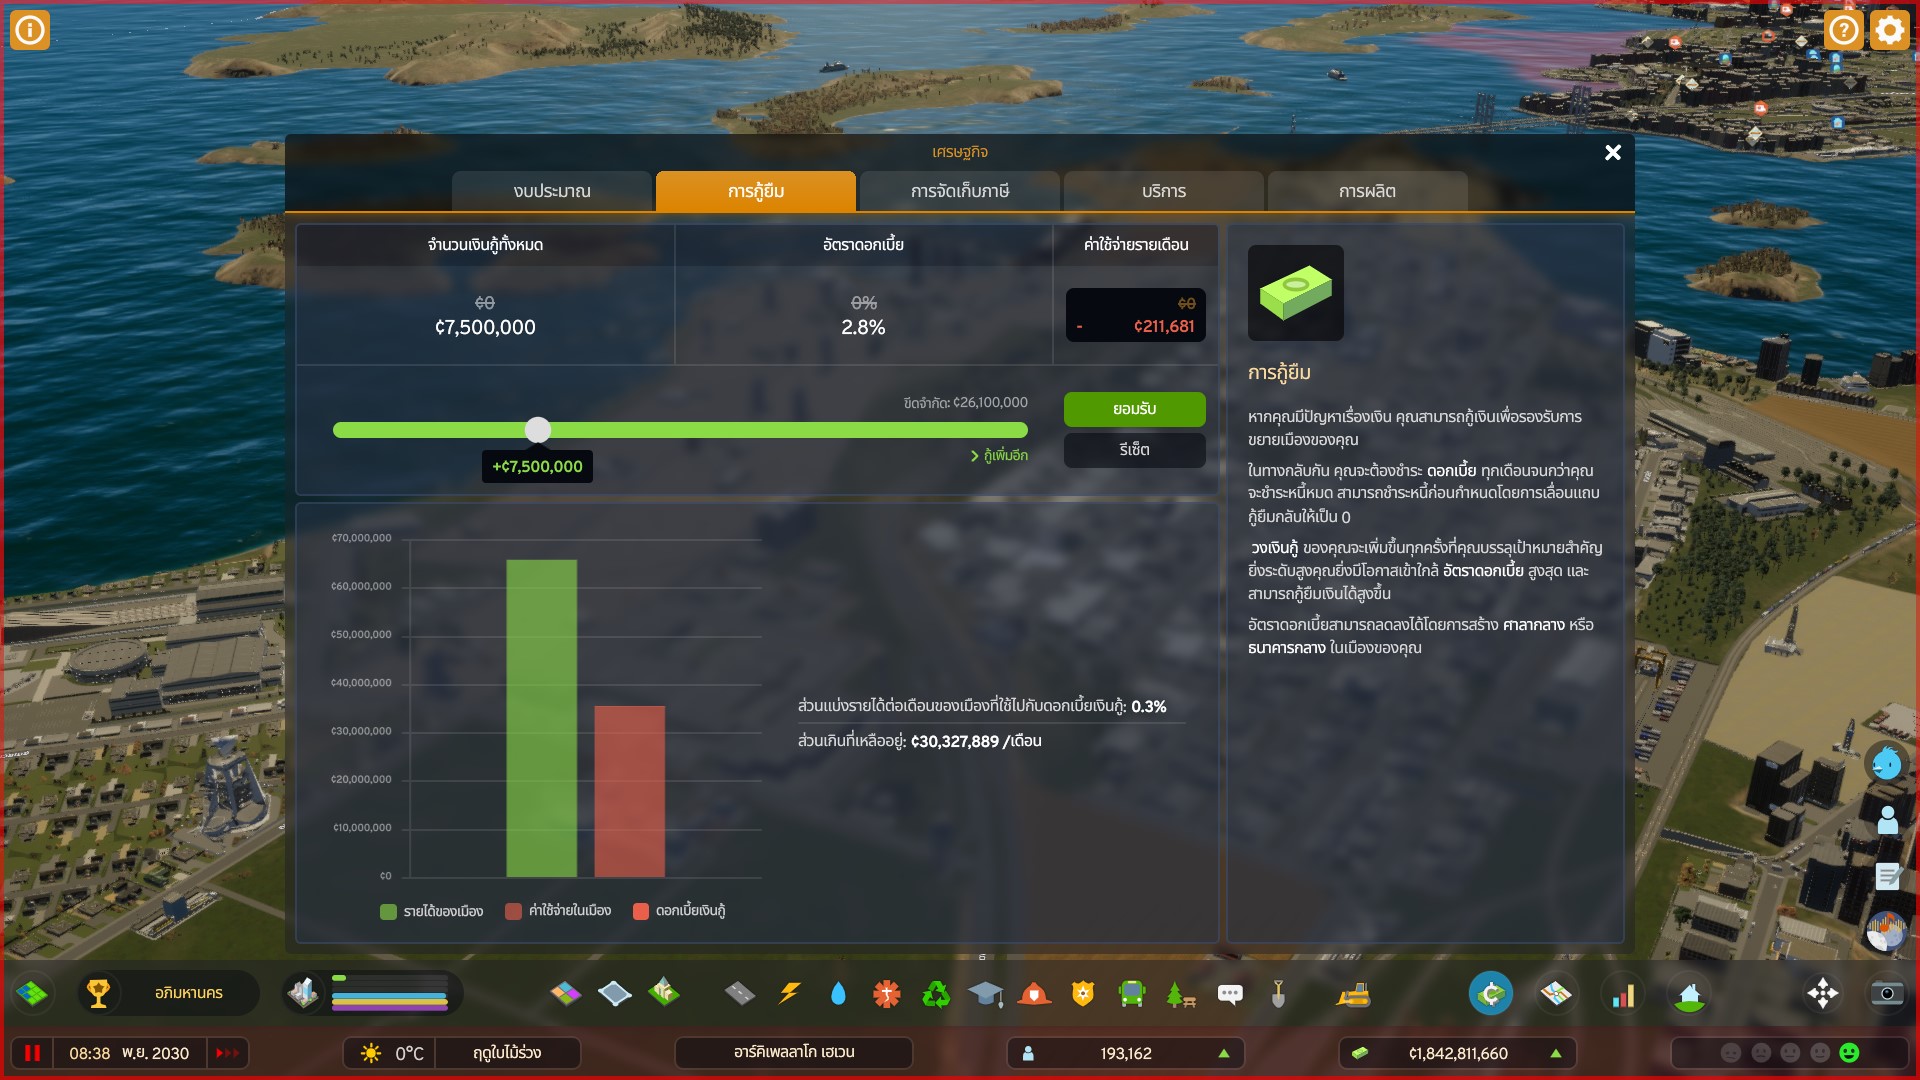 เศรษฐกิจ
งบประมาณ
การกู้ยืม
การจัดเก็บภาษี
บริการ
การผลิต
จำนวนเงินกู้ทั้งหมด
อัตราดอกเบี้ย
ค่าใช้จ่ายรายเดือน
¢0
¢7,500,000
0%
2.8%
¢0
- ¢211,681
ขีดจำกัด: ¢26,100,000
+¢7,500,000
กู้เพิ่มอีก
ยอมรับ
รีเซ็ต
¢70,000,000
¢60,000,000
¢50,000,000
¢40,000,000
¢30,000,000
¢20,000,000
¢10,000,000
¢0
รายได้ของเมือง
ค่าใช้จ่ายในเมือง
ดอกเบี้ยเงินกู้
ส่วนแบ่งรายได้ต่อเดือนของเมืองที่ใช้ไปกับดอกเบี้ยเงินกู้: 0.3%
ส่วนเกินที่เหลืออยู่: ¢30,327,889 /เดือน
การกู้ยืม
หากคุณมีปัญหาเรื่องเงิน คุณสามารถกู้เงินเพื่อรองรับการ
ขยายเมืองของคุณ
ในทางกลับกัน คุณจะต้องชำระ ดอกเบี้ย ทุกเดือนจนกว่าคุณ
จะชำระหนี้หมด สามารถชำระหนี้ก่อนกำหนดโดยการเลื่อนแถบ
กู้ยืมกลับให้เป็น 0
วงเงินกู้ ของคุณจะเพิ่มขึ้นทุกครั้งที่คุณบรรลุเป้าหมายสำคัญ
ยิ่งระดับสูงคุณยิ่งมีโอกาสเข้าใกล้ อัตราดอกเบี้ย สูงสุด และ
สามารถกู้ยืมเงินได้สูงขึ้น
อัตราดอกเบี้ยสามารถลดลงได้โดยการสร้าง ศาลากลาง หรือ
ธนาคารกลาง ในเมืองของคุณ
อภิมหานคร
08:38 พ.ย. 2030
0°C
ฤดูใบไม้ร่วง
อาร์คิเพลลาโก เฮเวน
193,162
¢1,842,811,660